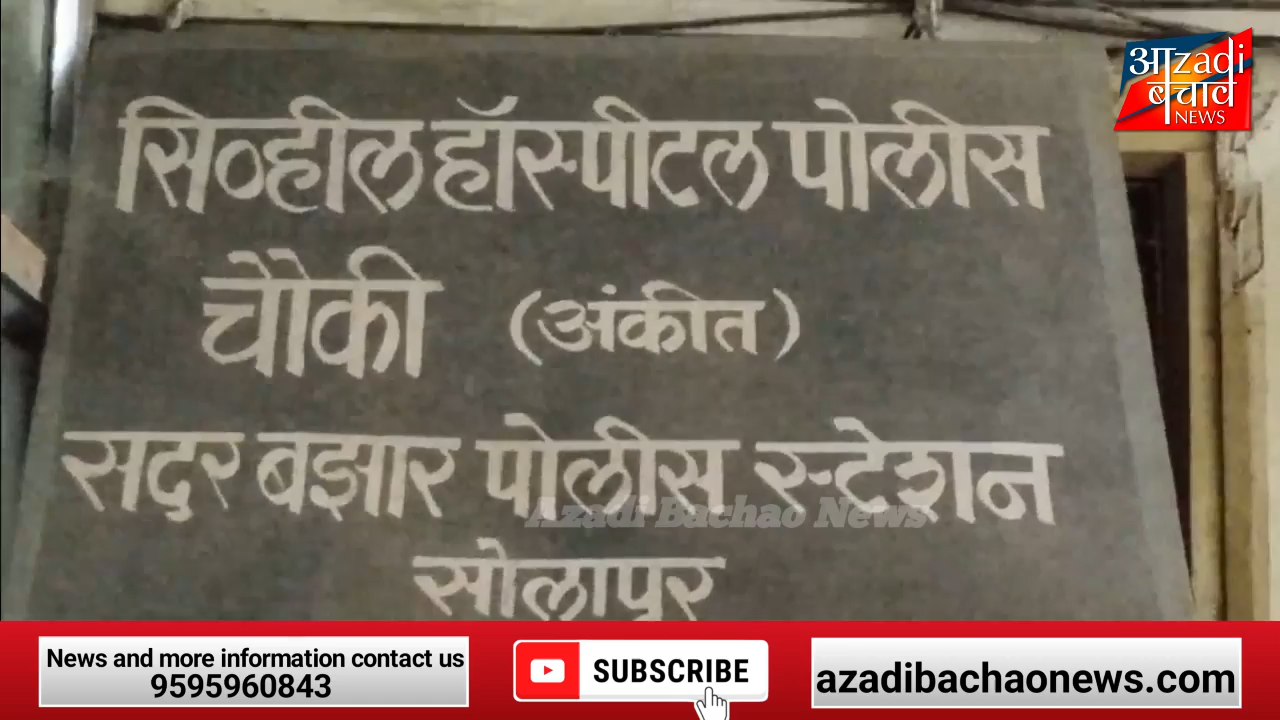 सिव्हील हॉस्पीटल पोलीस
चौकी (अंकीत)
सदर बझार पोलीस स्टेशन
सोलापूर
आzadi
बचाव
NEWS
Azadi Bachao News
News and more information contact us
9595960843
SUBSCRIBE
azadibachaonews.com